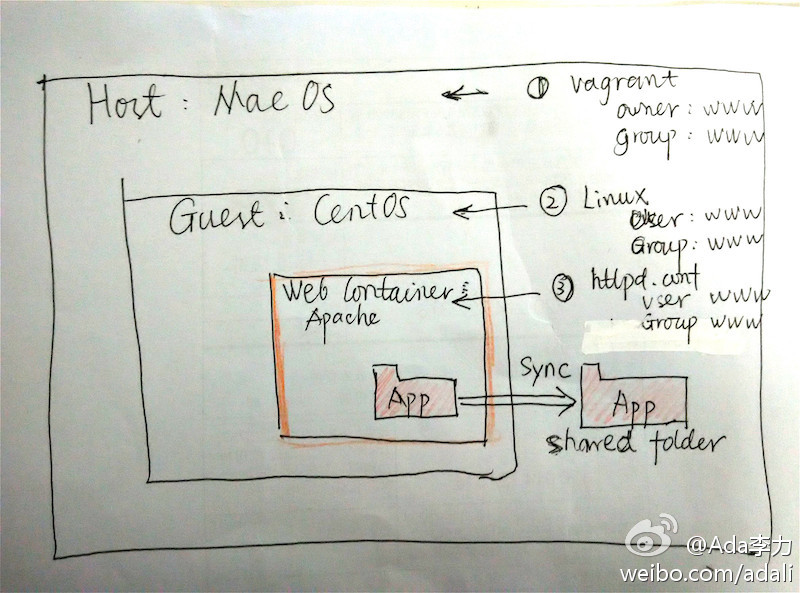 Host : Mac OS
① vagrant
owner : www
group : www
Guest : CentOS
② Linux
User : www
Group : www
Web Container :
Apache
③ httpd.conf
user www
Group www
App
Sync
App
shared folder
@Ada李力
weibo.com/adali